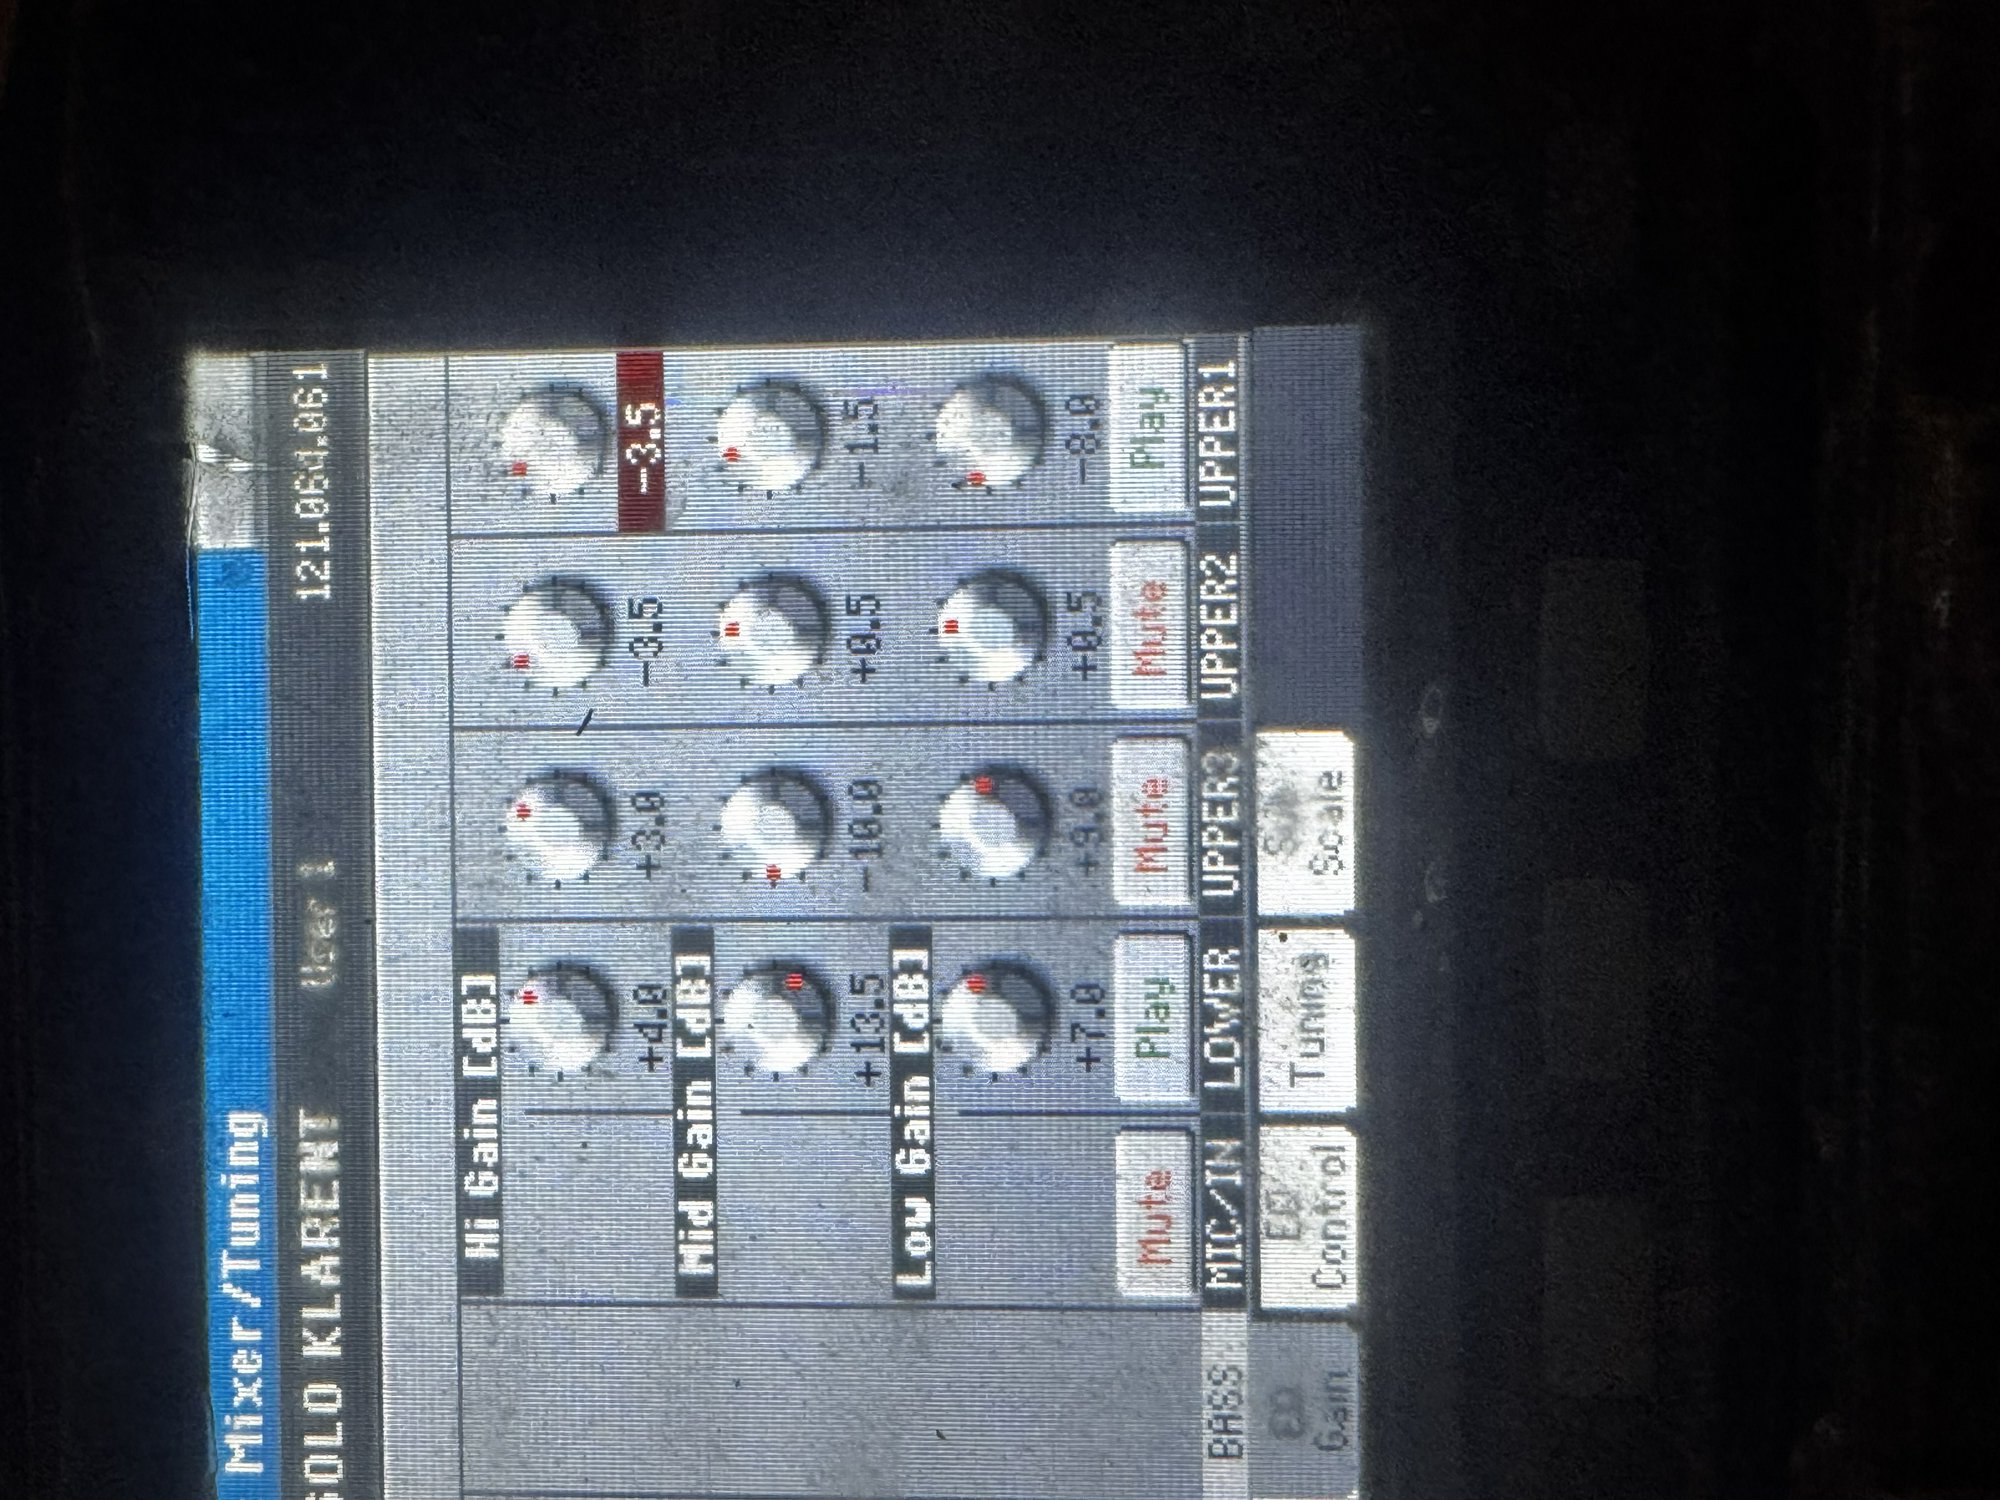 Mixer/Tuning
GOLD KLARENT User 1 121.064.061
Hi Gain [dB]
+4.0 +3.0 -3.5 -3.5
Mid Gain [dB]
+13.5 -10.0 +0.5 -1.5
Low Gain [dB]
+7.0 +9.0 +0.5 -8.0
Mute Play Mute Mute Play
BASS MIC/IN LOWER UPPER3 UPPER2 UPPER1
EQ Gain
EQ Control
Tuning
Scale